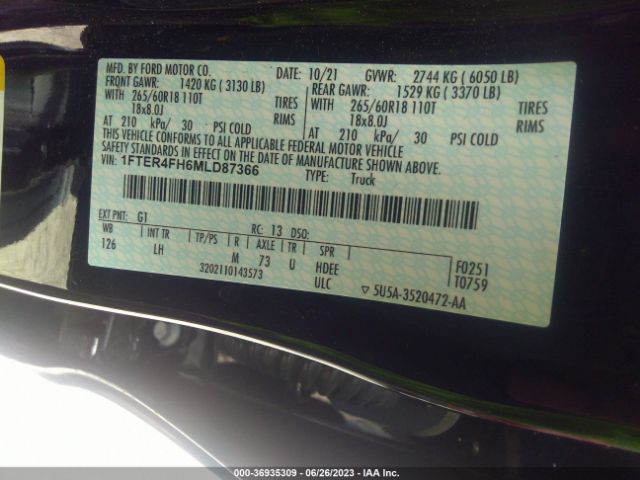 MFD. BY FORD MOTOR CO.
DATE: 10/21 GVWR: 2744 KG ( 6050 LB)
FRONT GAWR: 1420 KG ( 3130 LB)
REAR GAWR: 1529 KG ( 3370 LB)
WITH 265/60R18 110T TIRES
WITH 265/60R18 110T TIRES
18x8.0J RIMS
18x8.0J RIMS
AT 210 kPa/ 30 PSI COLD
AT 210 kPa/ 30 PSI COLD
THIS VEHICLE CONFORMS TO ALL APPLICABLE FEDERAL MOTOR VEHICLE
SAFETY STANDARDS IN EFFECT ON THE DATE OF MANUFACTURE SHOWN ABOVE.
VIN: 1FTER4FH6MLD87366
TYPE: Truck
EXT PNT: G1 RC: 13 DSO:
WB INT TR TP/PS R AXLE TR SPR
126 LH M 73 U HDEE F0251
3202110143573 ULC T0759
5U5A-3520472-AA
000-36935309 - 06/26/2023 - IAAI.com